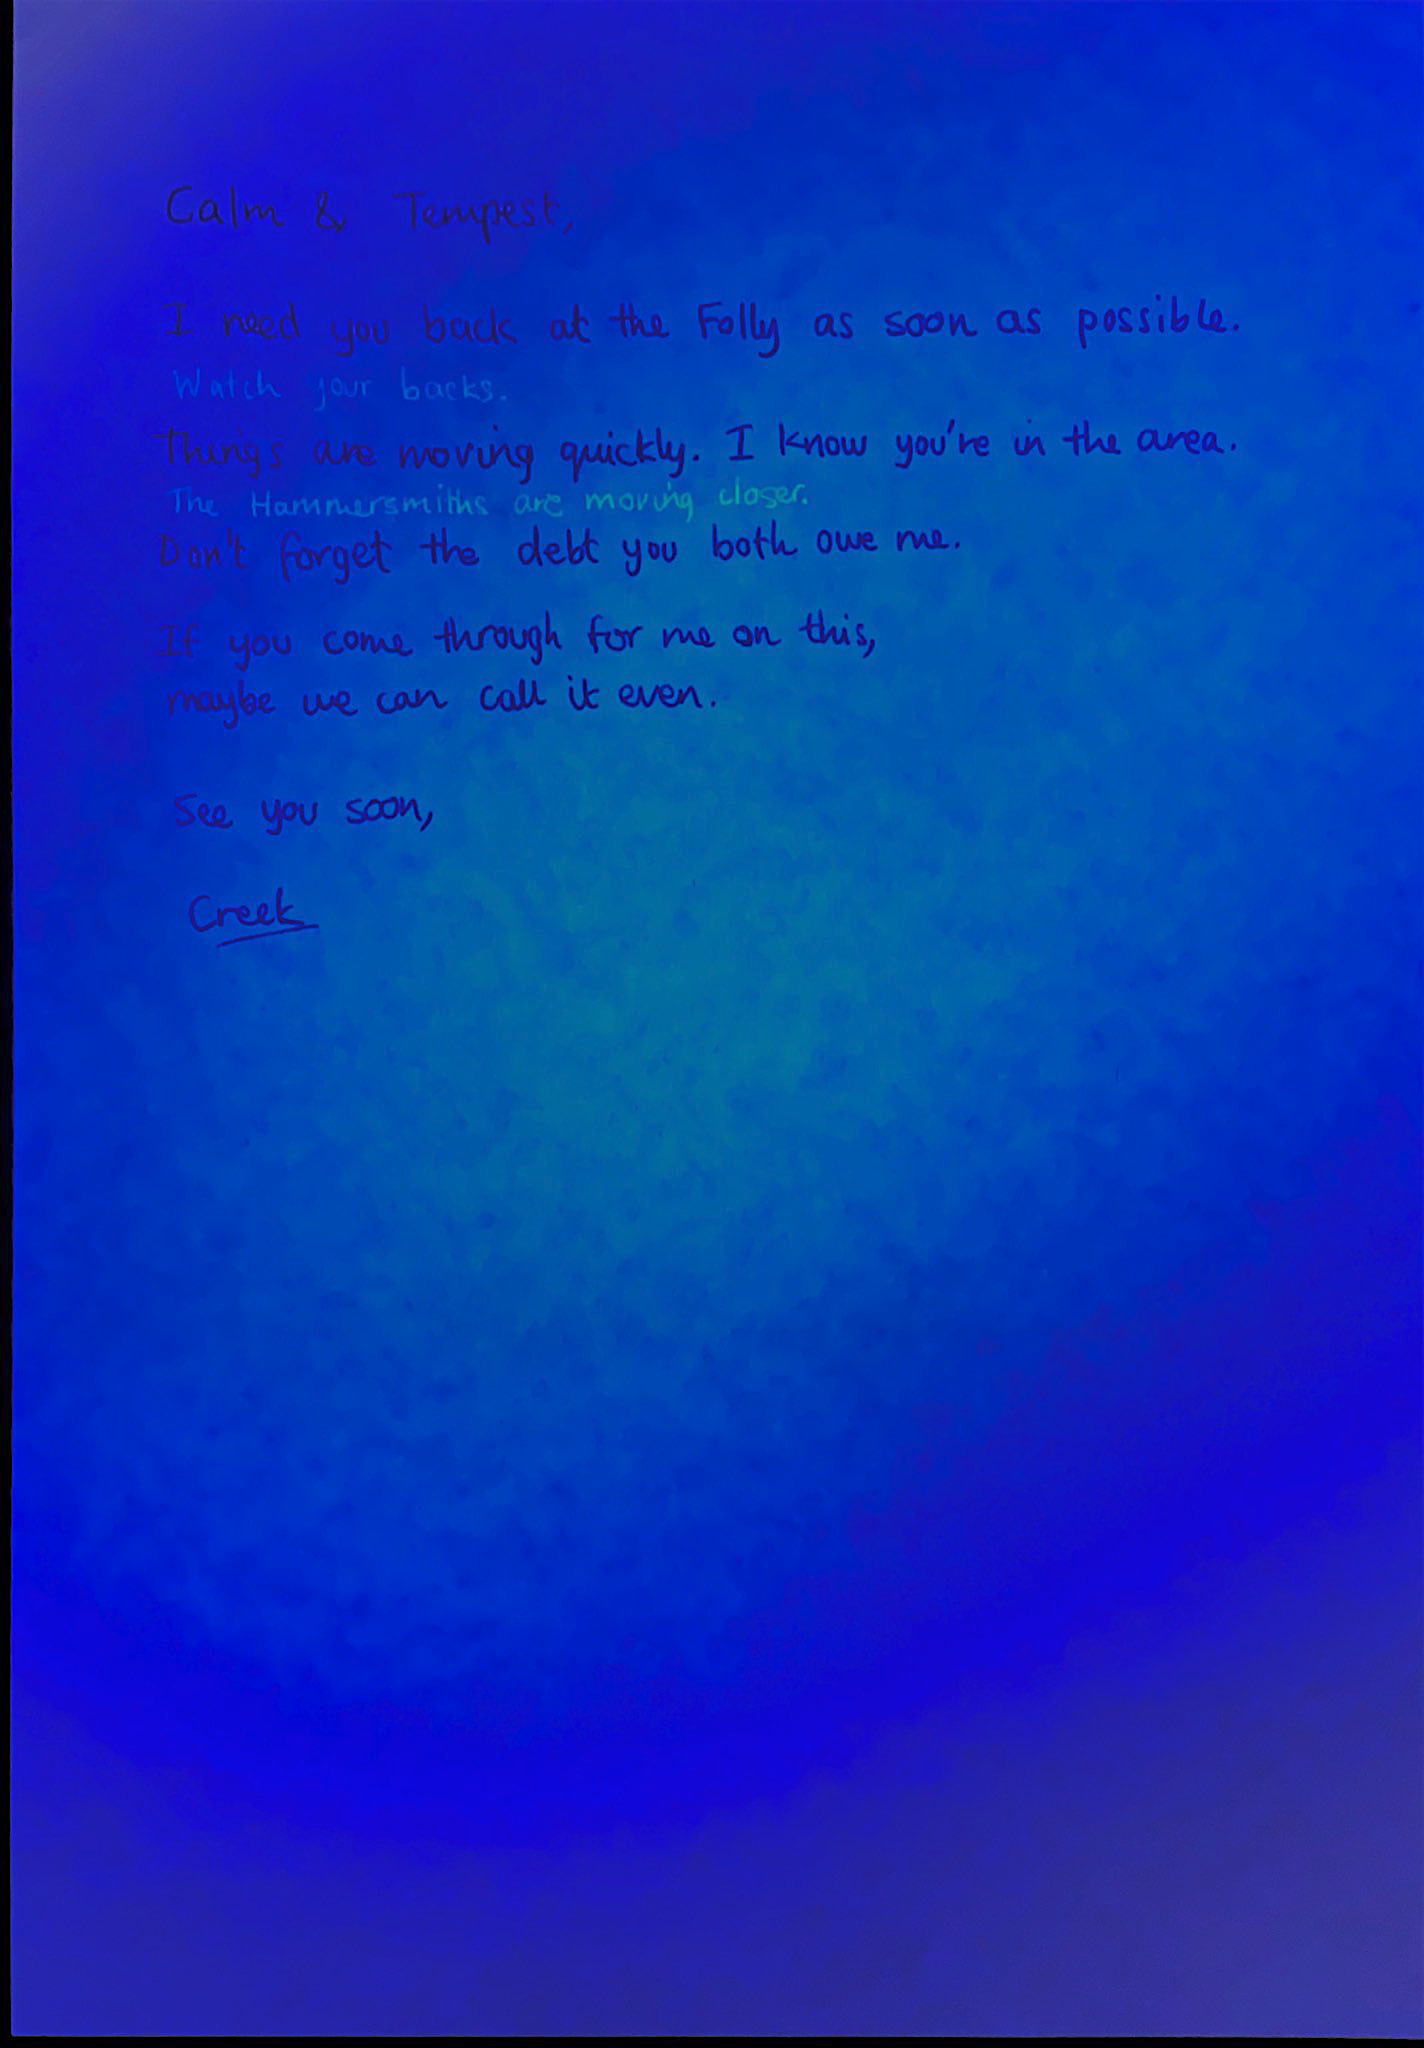 Calm & Tempest,
I need you back at the Folly as soon as possible.
Watch your backs.
Things are moving quickly. I know you're in the area.
The Hammersmiths are moving closer.
Don't forget the debt you both owe me.
If you come through for me on this,
maybe we can call it even.
See you soon,
Creek